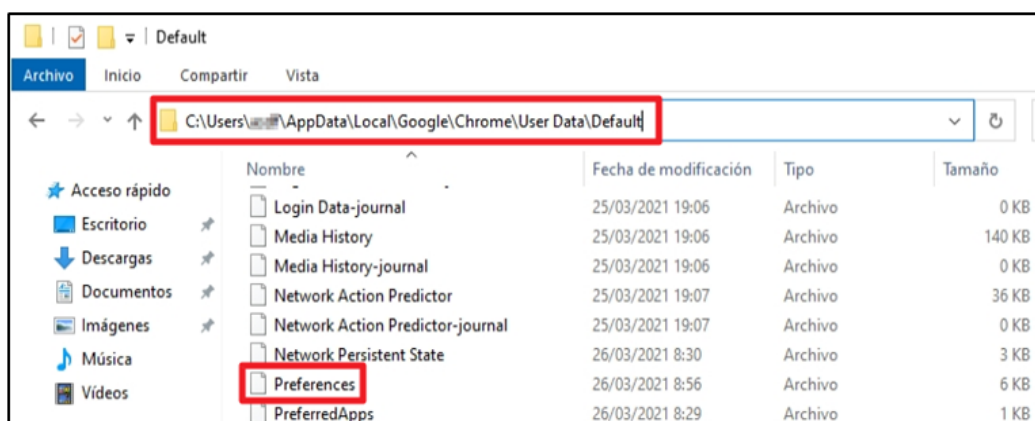 Default
Archivo Inicio Compartir Vista
C:\Users\ \AppData\Local\Google\Chrome\User Data\Default
Nombre Fecha de modificación Tipo Tamaño
Acceso rápido
Login Data-journal 25/03/2021 19:06 Archivo 0 KB
Escritorio
Media History 25/03/2021 19:06 Archivo 140 KB
Descargas
Media History-journal 25/03/2021 19:06 Archivo 0 KB
Documentos
Network Action Predictor 25/03/2021 19:07 Archivo 36 KB
Imágenes
Network Action Predictor-journal 25/03/2021 19:07 Archivo 0 KB
Música
Network Persistent State 26/03/2021 8:30 Archivo 3 KB
Vídeos
Preferences 26/03/2021 8:56 Archivo 6 KB
PreferredApps 26/03/2021 8:29 Archivo 1 KB